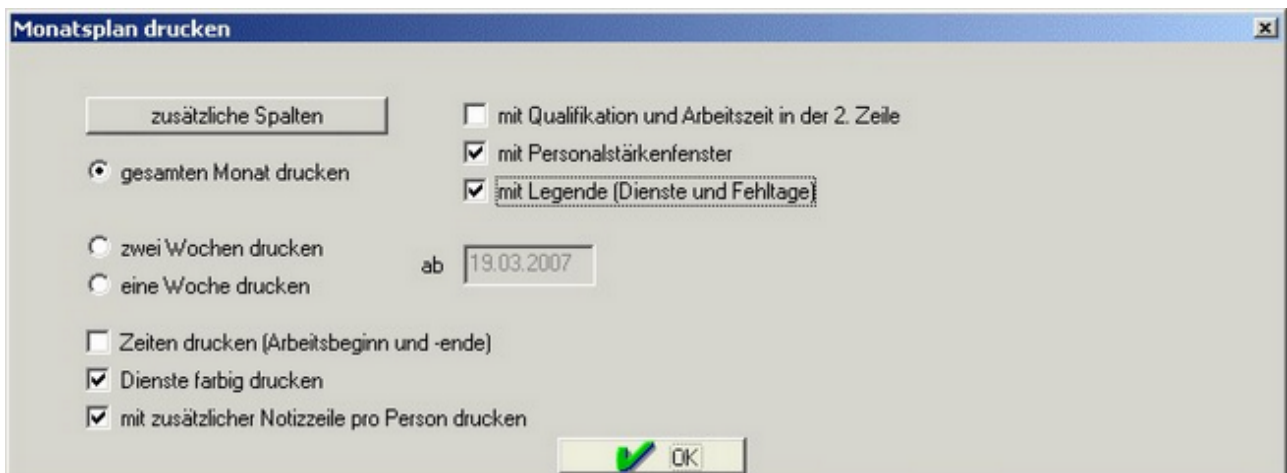 Monatsplan drucken
zusätzliche Spalten
mit Qualifikation und Arbeitszeit in der 2. Zeile
mit Personalstärkenfenster
gesamten Monat drucken
mit Legende (Dienste und Fehltage)
zwei Wochen drucken
ab 19.03.2007
eine Woche drucken
Zeiten drucken (Arbeitsbeginn und -ende)
Dienste farbig drucken
mit zusätzlicher Notizzeile pro Person drucken
OK